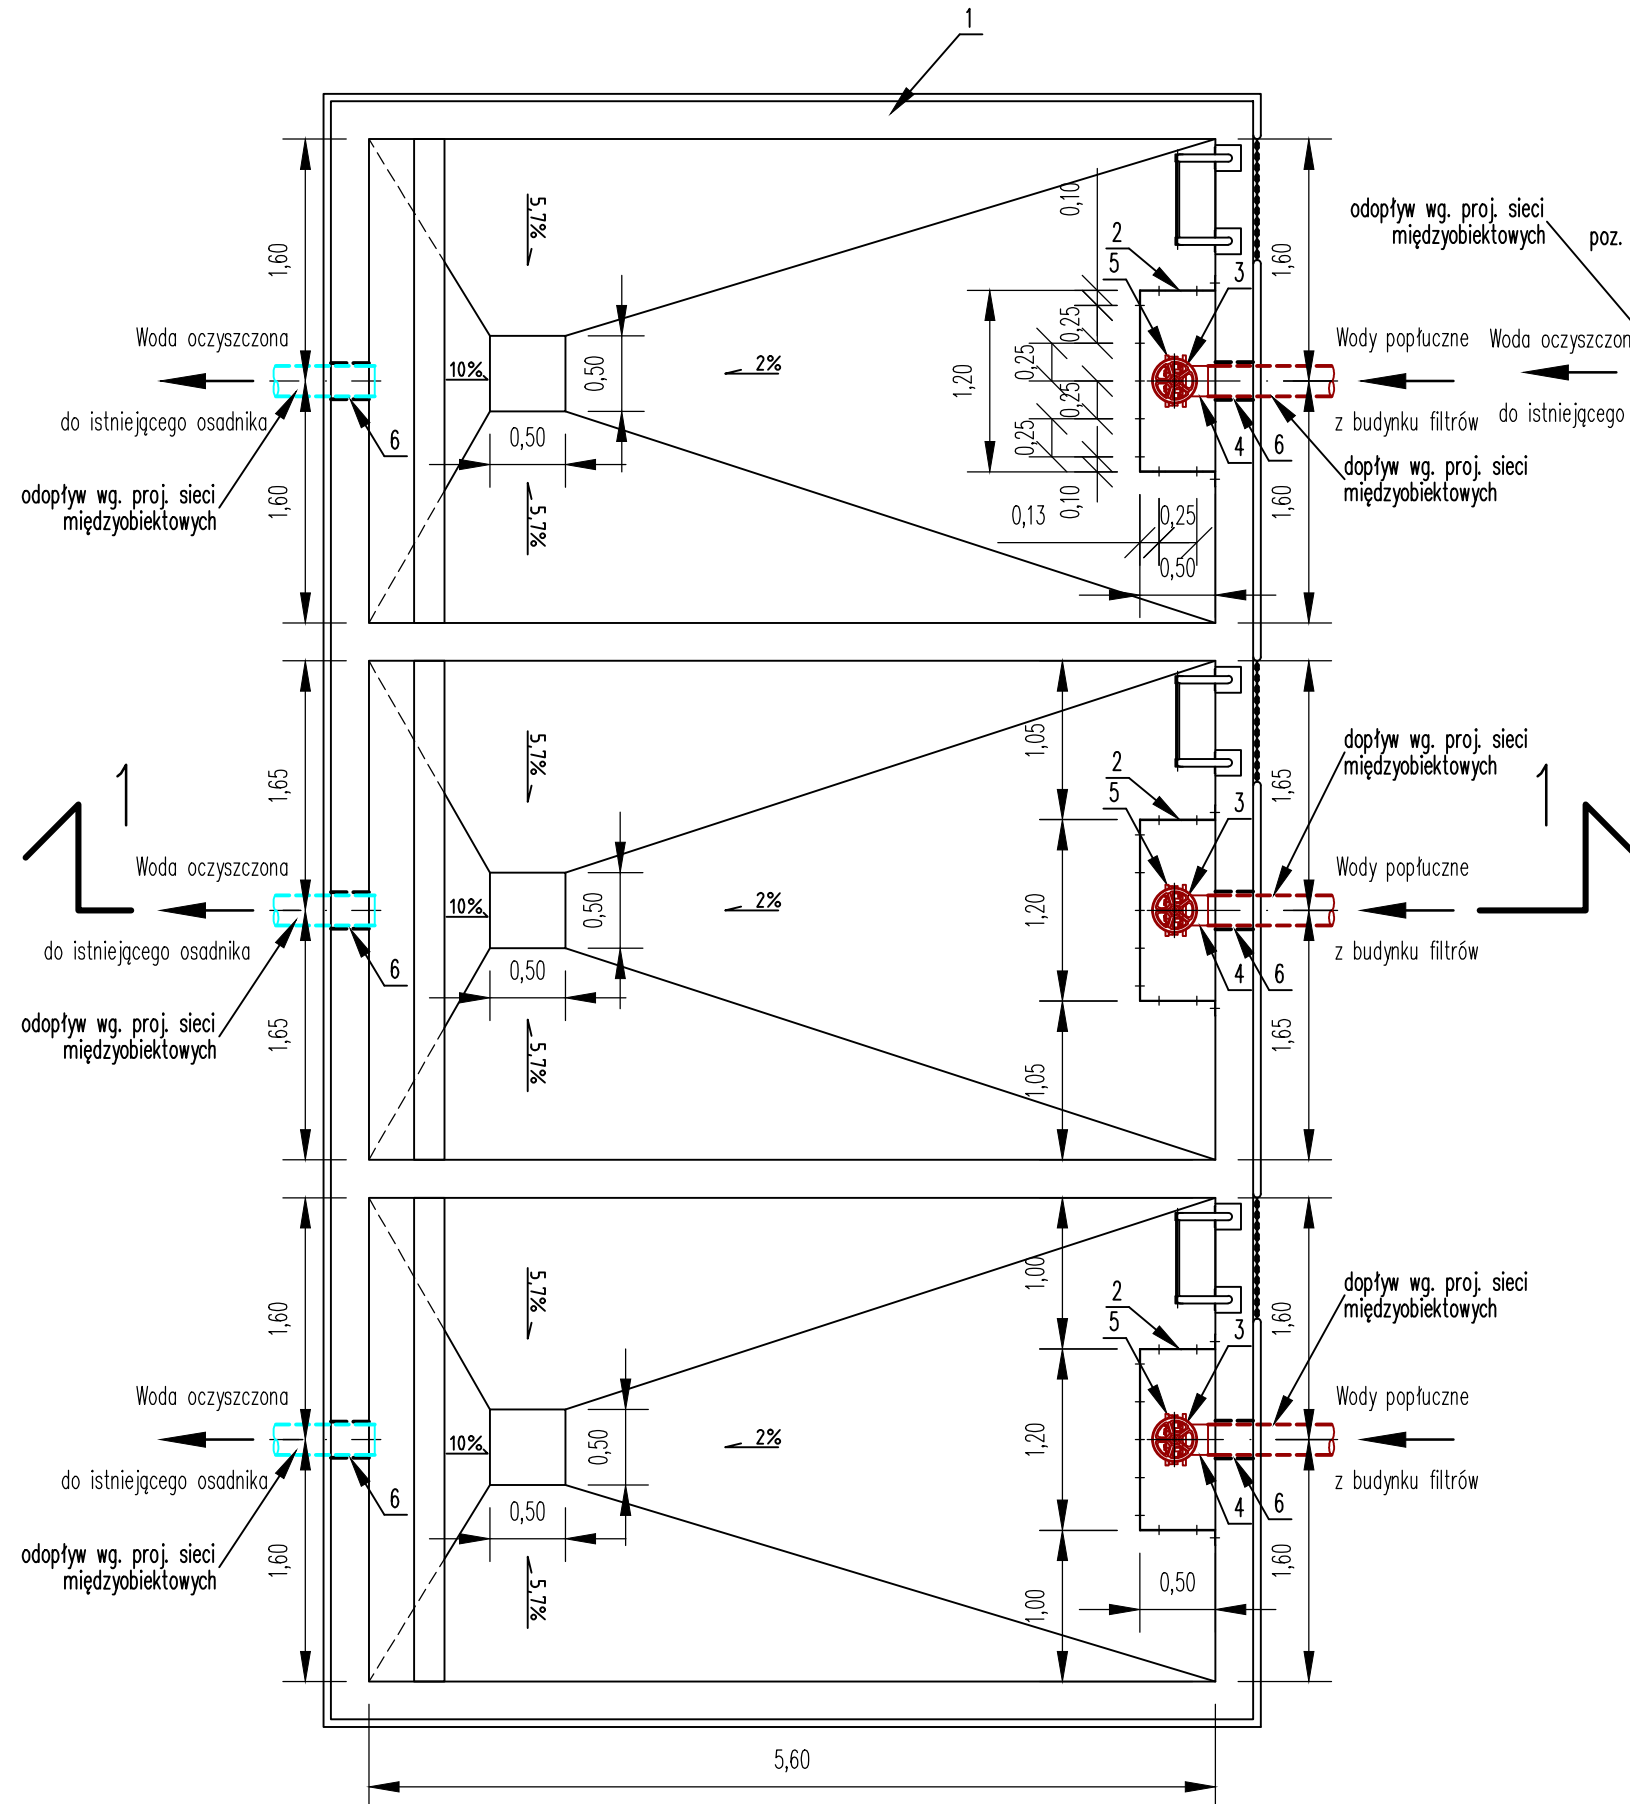 1
odopływ wg. proj. sieci
międzyobiektowych
poz.
1,60
5,7%
0,10
2
5
3
1,60
0,25
Woda oczyszczona
0,50
10%
2%
1,20
0,25
0,25
0,25
Wody popłuczne
Woda oczyszczon
do istniejącego osadnika
6
0,50
4
6
z budynku filtrów
do istniejącego
odopływ wg. proj. sieci
międzyobiektowych
1,60
5,7%
0,13
0,10
0,25
0,50
1,60
dopływ wg. proj. sieci
międzyobiektowych
1
1,65
5,7%
1,05
2
5
3
1,65
dopływ wg. proj. sieci
międzyobiektowych
1
Woda oczyszczona
10%
0,50
2%
1,20
Wody popłuczne
do istniejącego osadnika
6
0,50
4
6
z budynku filtrów
odopływ wg. proj. sieci
międzyobiektowych
1,65
5,7%
1,05
1,65
1,60
5,7%
1,00
2
5
3
1,60
dopływ wg. proj. sieci
międzyobiektowych
Woda oczyszczona
10%
0,50
2%
1,20
Wody popłuczne
do istniejącego osadnika
6
0,50
4
6
z budynku filtrów
odopływ wg. proj. sieci
międzyobiektowych
1,60
5,7%
1,00
0,50
1,60
5,60